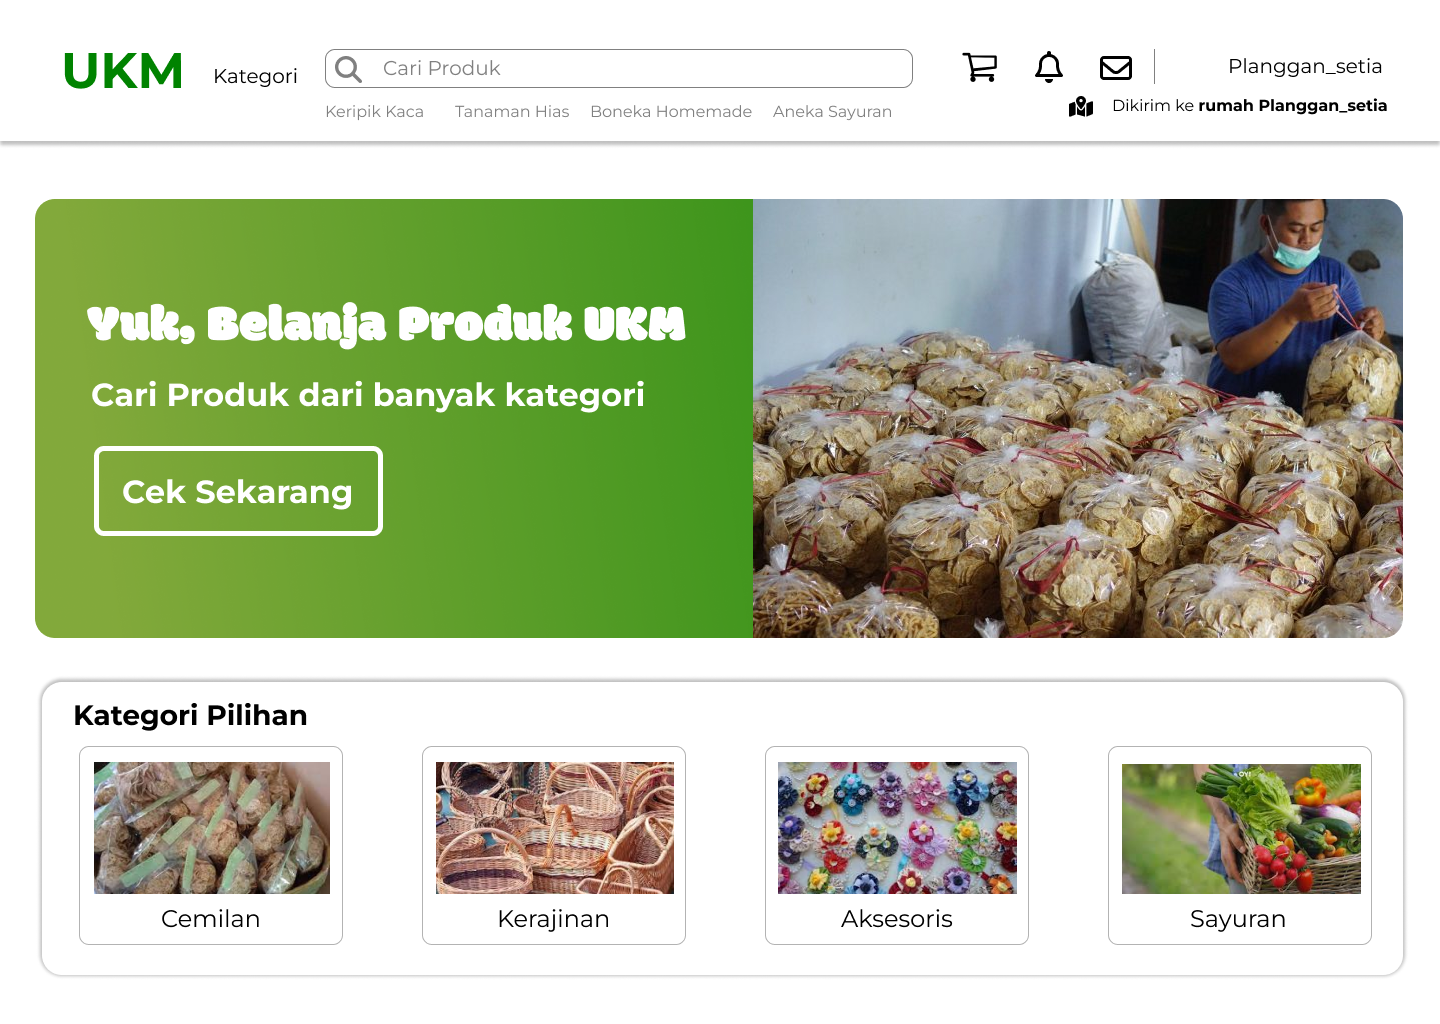 UKM
Kategori
Cari Produk
Planggan_setia
Keripik Kaca
Tanaman Hias
Boneka Homemade
Aneka Sayuran
Dikirim ke rumah Planggan_setia
Yuk, Belanja Produk UKM
Cari Produk dari banyak kategori
Cek Sekarang
Kategori Pilihan
OY!
Cemilan
Kerajinan
Aksesoris
Sayuran